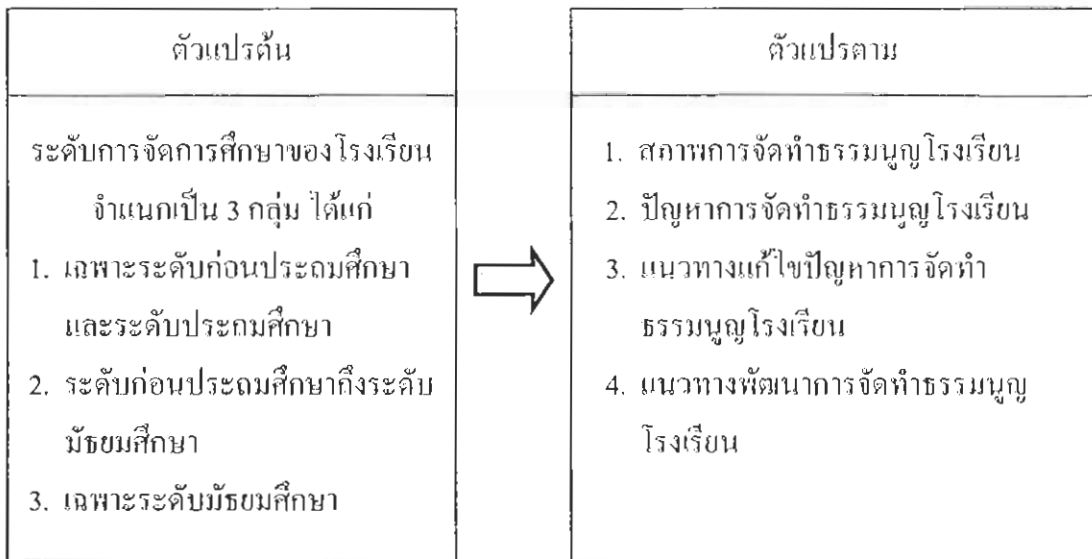 ตัวแปรต้น
ระดับการจัดการศึกษาของโรงเรียน
จำแนกเป็น 3 กลุ่ม ได้แก่
1. เฉพาะระดับก่อนประถมศึกษา
และระดับประถมศึกษา
2. ระดับก่อนประถมศึกษาถึงระดับ
มัธยมศึกษา
3. เฉพาะระดับมัธยมศึกษา
ตัวแปรตาม
1. สภาพการจัดทำธรรมนูญโรงเรียน
2. ปัญหาการจัดทำธรรมนูญโรงเรียน
3. แนวทางแก้ไขปัญหาการจัดทำ
ธรรมนูญโรงเรียน
4. แนวทางพัฒนาการจัดทำธรรมนูญ
โรงเรียน